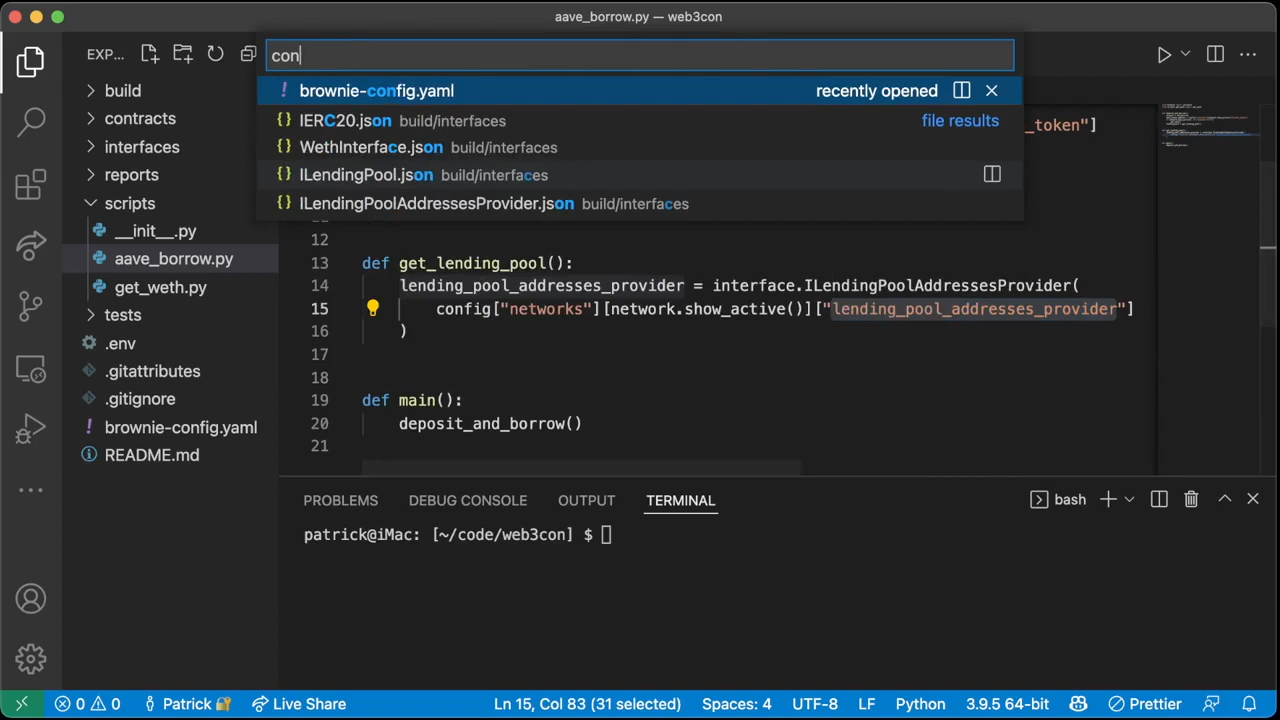 aave_borrow.py — web3con
EXP...
con
brownie-config.yaml recently opened
IERC20.json build/interfaces file results
WethInterface.json build/interfaces
ILendingPool.json build/interfaces
ILendingPoolAddressesProvider.json build/interfaces
build
contracts
interfaces
reports
scripts
__init__.py
aave_borrow.py
get_weth.py
tests
.env
.gitattributes
.gitignore
brownie-config.yaml
README.md
_token"]
12
13 def get_lending_pool():
14 lending_pool_addresses_provider = interface.ILendingPoolAddressesProvider(
15 config["networks"][network.show_active()]["lending_pool_addresses_provider"]
16 )
17
18
19 def main():
20 deposit_and_borrow()
21
PROBLEMS DEBUG CONSOLE OUTPUT TERMINAL bash
patrick@iMac: [~/code/web3con] $
0 0 Patrick Live Share Ln 15, Col 83 (31 selected) Spaces: 4 UTF-8 LF Python 3.9.5 64-bit Prettier